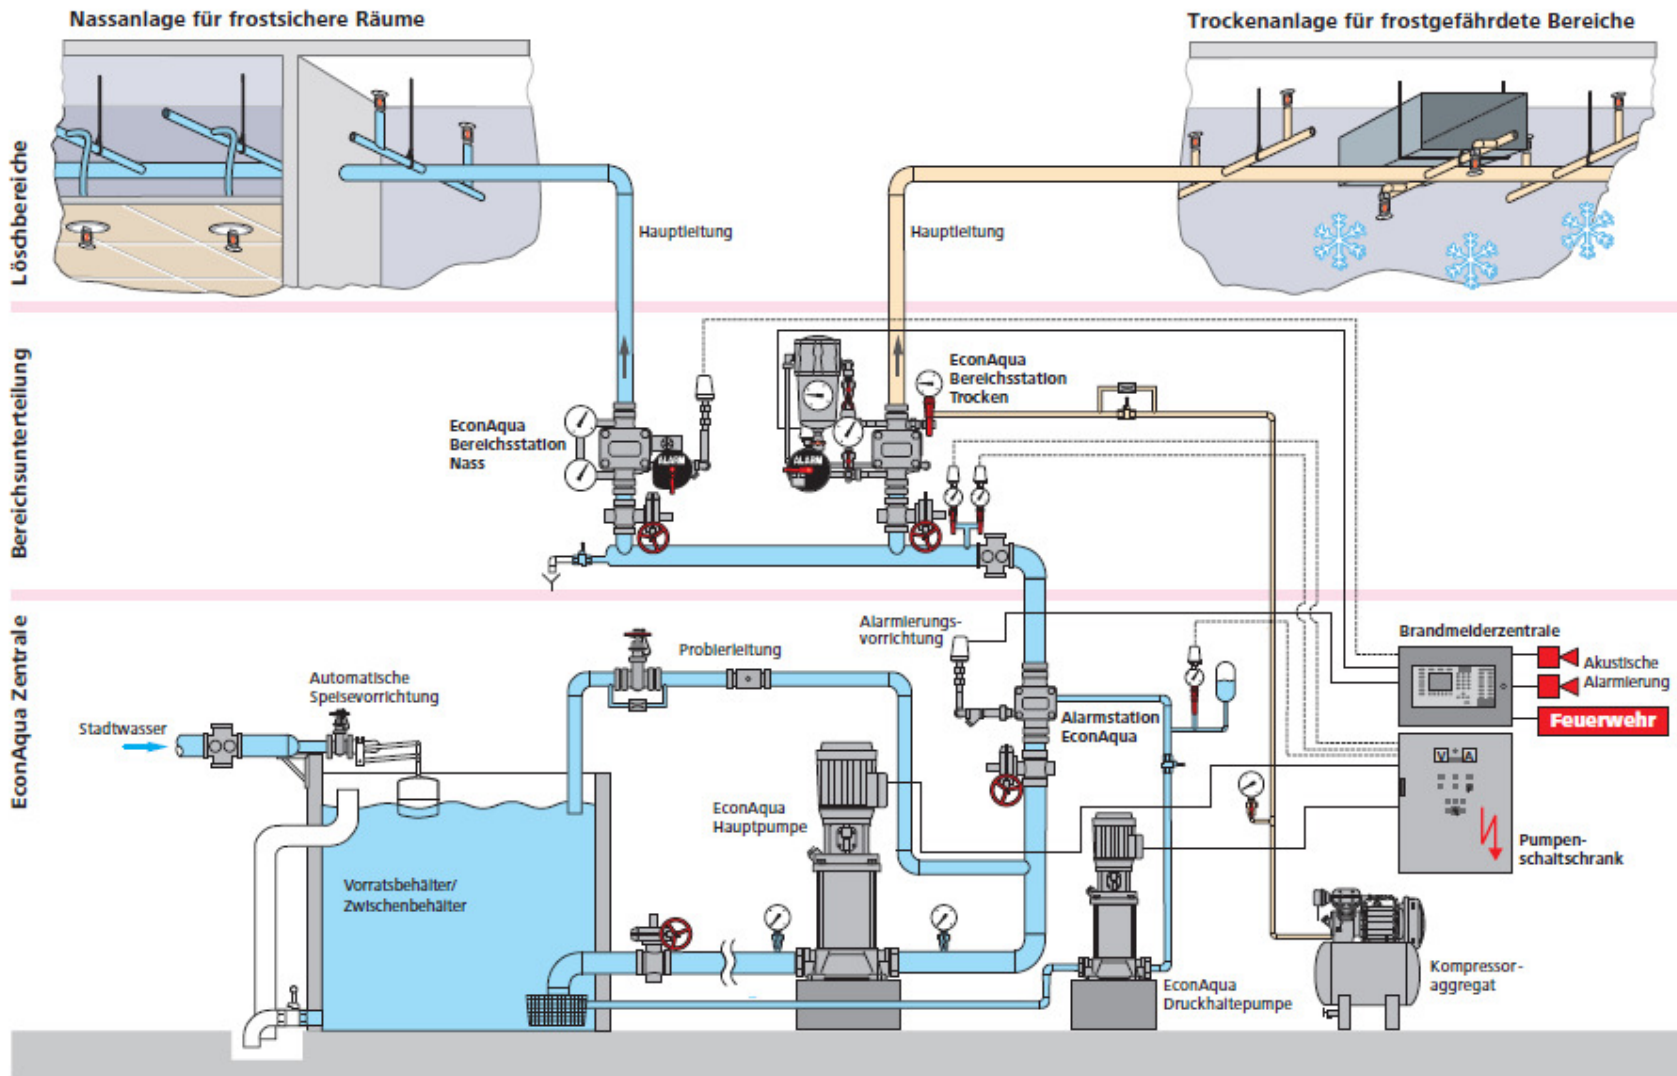 Nassanlage für frostsichere Räume
Trockenanlage für frostgefährdete Bereiche
Löschbereiche
Hauptleitung
Hauptleitung
Bereichsunterteilung
EconAqua
Bereichsstation
Nass
ALARM
ALARM
EconAqua
Bereichsstation
Trocken
EconAqua Zentrale
Stadtwasser
Automatische
Speisevorrichtung
Probierleitung
Alarmierungs-
vorrichtung
Alarmstation
EconAqua
Brandmelderzentrale
Akustische
Alarmierung
Feuerwehr
V
A
Pumpen-
schaltschrank
EconAqua
Hauptpumpe
Vorratsbehälter/
Zwischenbehälter
EconAqua
Druckhaltepumpe
Kompressor-
aggregat